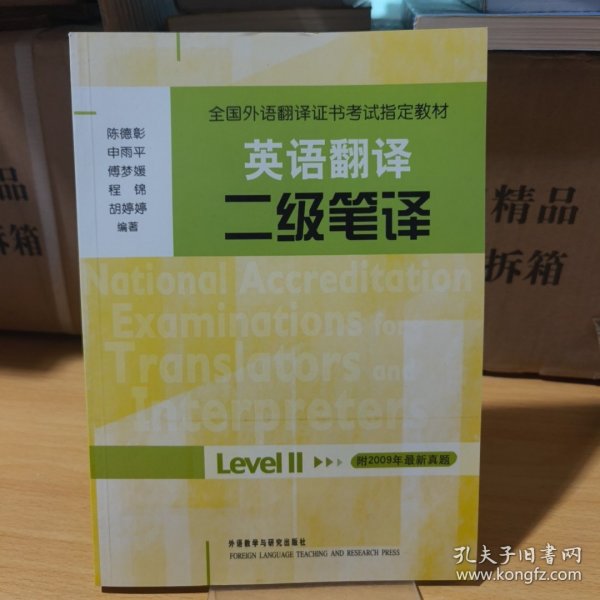 全国外语翻译证书考试指定教材
陈德彰
申雨平
傅梦媛
程 锦
胡婷婷
编著
英语翻译
二级笔译
National Accreditation
Examinations for
Translators and
Interpreters
Level II
附2009年最新真题
外语教学与研究出版社
FOREIGN LANGUAGE TEACHING AND RESEARCH PRESS
品
拆箱
精品
拆箱
孔夫子旧书网
www.kongfz.com